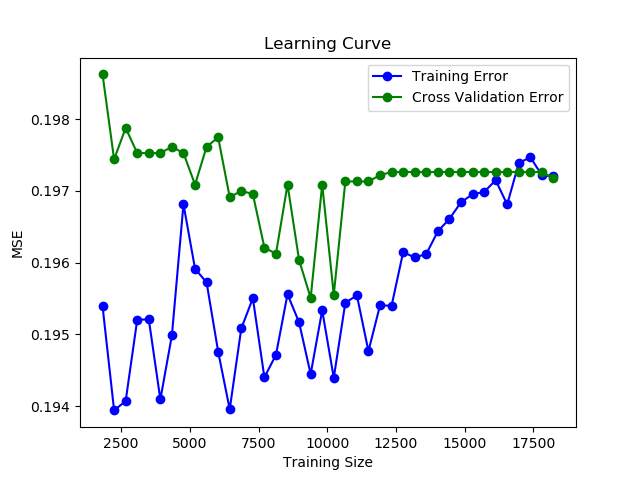 Learning Curve
Training Error
Cross Validation Error
0.198
0.197
0.196
0.195
0.194
MSE
2500 5000 7500 10000 12500 15000 17500
Training Size